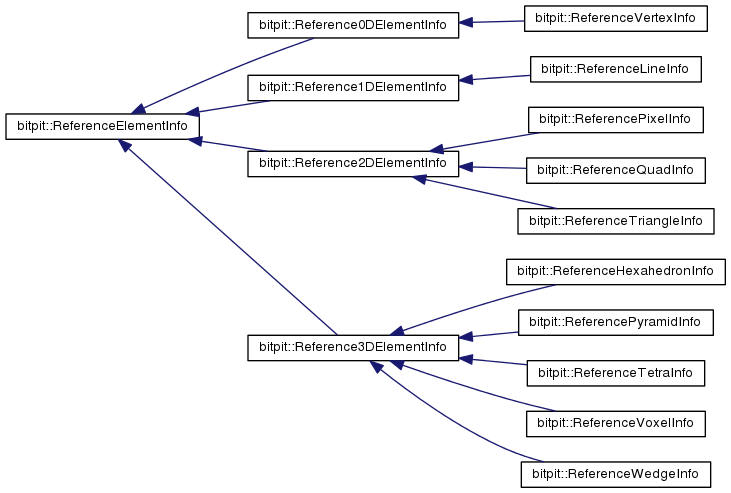 bitpit::ReferenceElementInfo
bitpit::Reference0DElementInfo
bitpit::ReferenceVertexInfo
bitpit::Reference1DElementInfo
bitpit::ReferenceLineInfo
bitpit::Reference2DElementInfo
bitpit::ReferencePixelInfo
bitpit::ReferenceQuadInfo
bitpit::ReferenceTriangleInfo
bitpit::Reference3DElementInfo
bitpit::ReferenceHexahedronInfo
bitpit::ReferencePyramidInfo
bitpit::ReferenceTetraInfo
bitpit::ReferenceVoxelInfo
bitpit::ReferenceWedgeInfo